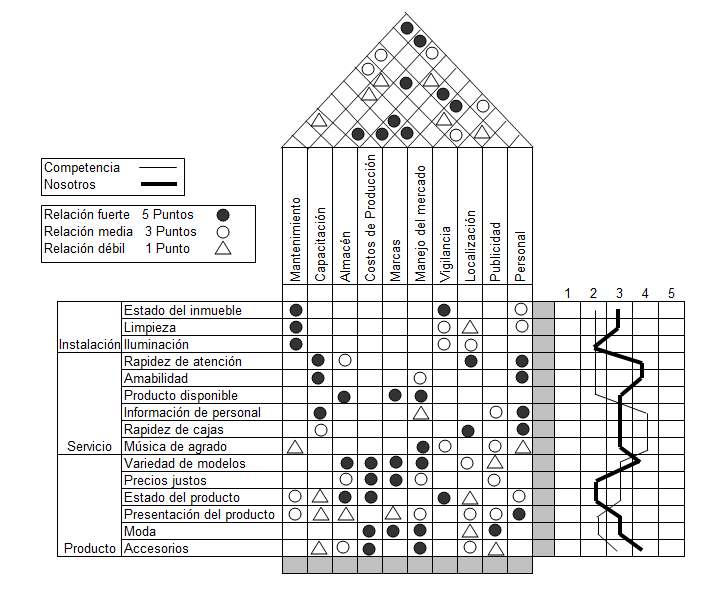 Competencia
Nosotros
Relación fuerte 5 Puntos
Relación media 3 Puntos
Relación débil 1 Punto
Mantenimiento
Capacitación
Almacén
Costos de Producción
Marcas
Manejo del mercado
Vigilancia
Localización
Publicidad
Personal
1 2 3 4 5
Estado del inmueble
Limpieza
Instalación Iluminación
Rapidez de atención
Amabilidad
Producto disponible
Información de personal
Rapidez de cajas
Servicio Música de agrado
Variedad de modelos
Precios justos
Estado del producto
Presentación del producto
Moda
Producto Accesorios